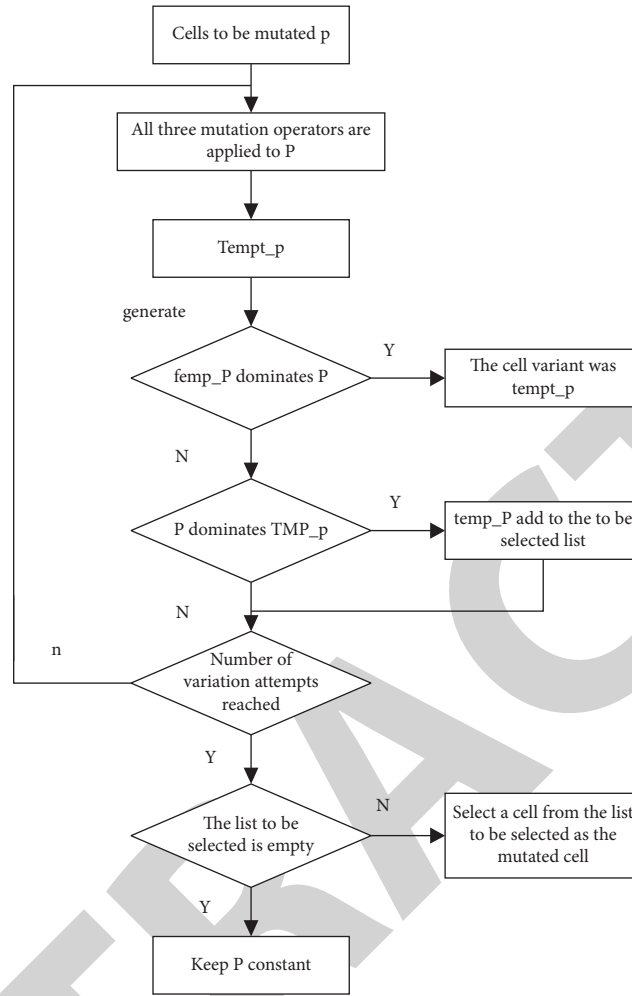 Cells to be mutated p
All three mutation operators are
applied to P
Tempt_p
generate
femp_P dominates P
Y
The cell variant was
tempt_p
N
P dominates TMP_p
Y
temp_P add to the to be
selected list
N
n
Number of
variation attempts
reached
Y
The list to be
selected is empty
N
Select a cell from the list
to be selected as the
mutated cell
Y
Keep P constant